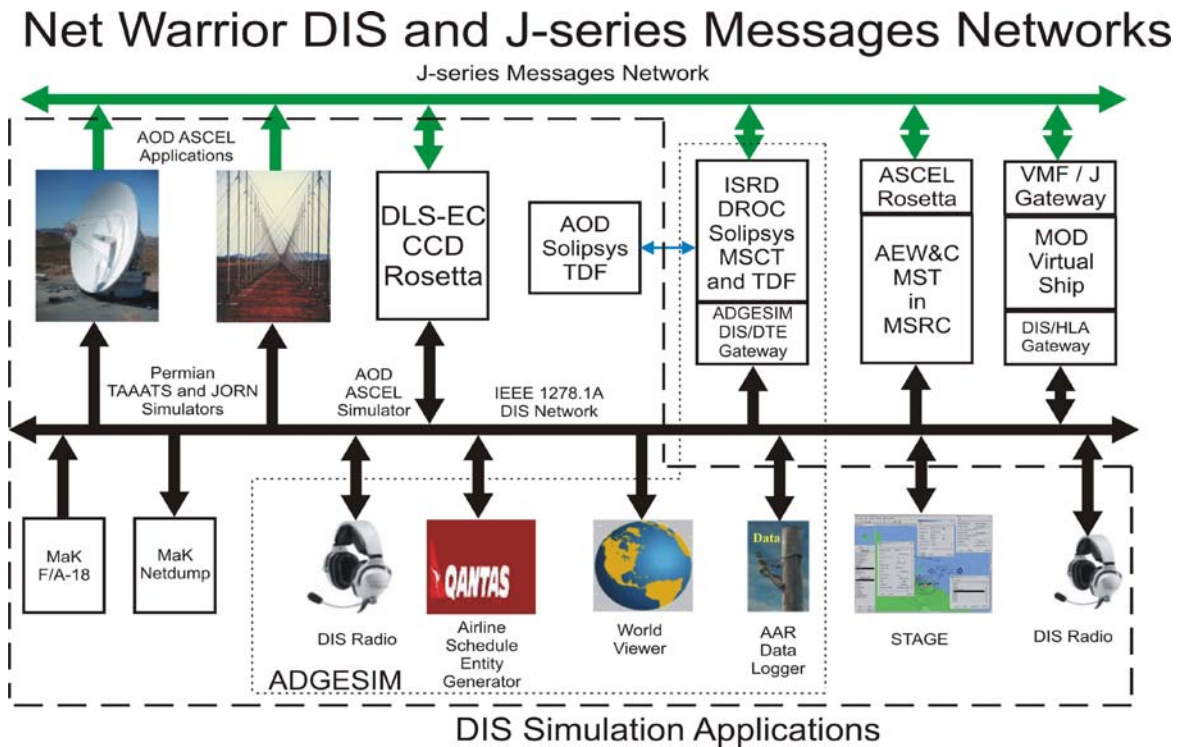 Net Warrior DIS and J-series Messages Networks
J-series Messages Network
AOD ASCEL
Applications
DLS-EC
CCD
Rosetta
AOD
Solipsys
TDF
ISRD
DROC
Solipsys
MSCT
and TDF
ADGESIM
DIS/DTE
Gateway
ASCEL
Rosetta
AEW&C
MST
in
MSRC
VMF / J
Gateway
MOD
Virtual
Ship
DIS/HLA
Gateway
Permian
TAAATS and JORN
Simulators
AOD
ASCEL
Simulator
IEEE 1278.1A
DIS Network
MaK
F/A-18
MaK
Netdump
DIS Radio
QANTAS
Airline
Schedule
Entity
Generator
World
Viewer
Data
AAR
Data
Logger
STAGE
DIS Radio
ADGESIM
DIS Simulation Applications